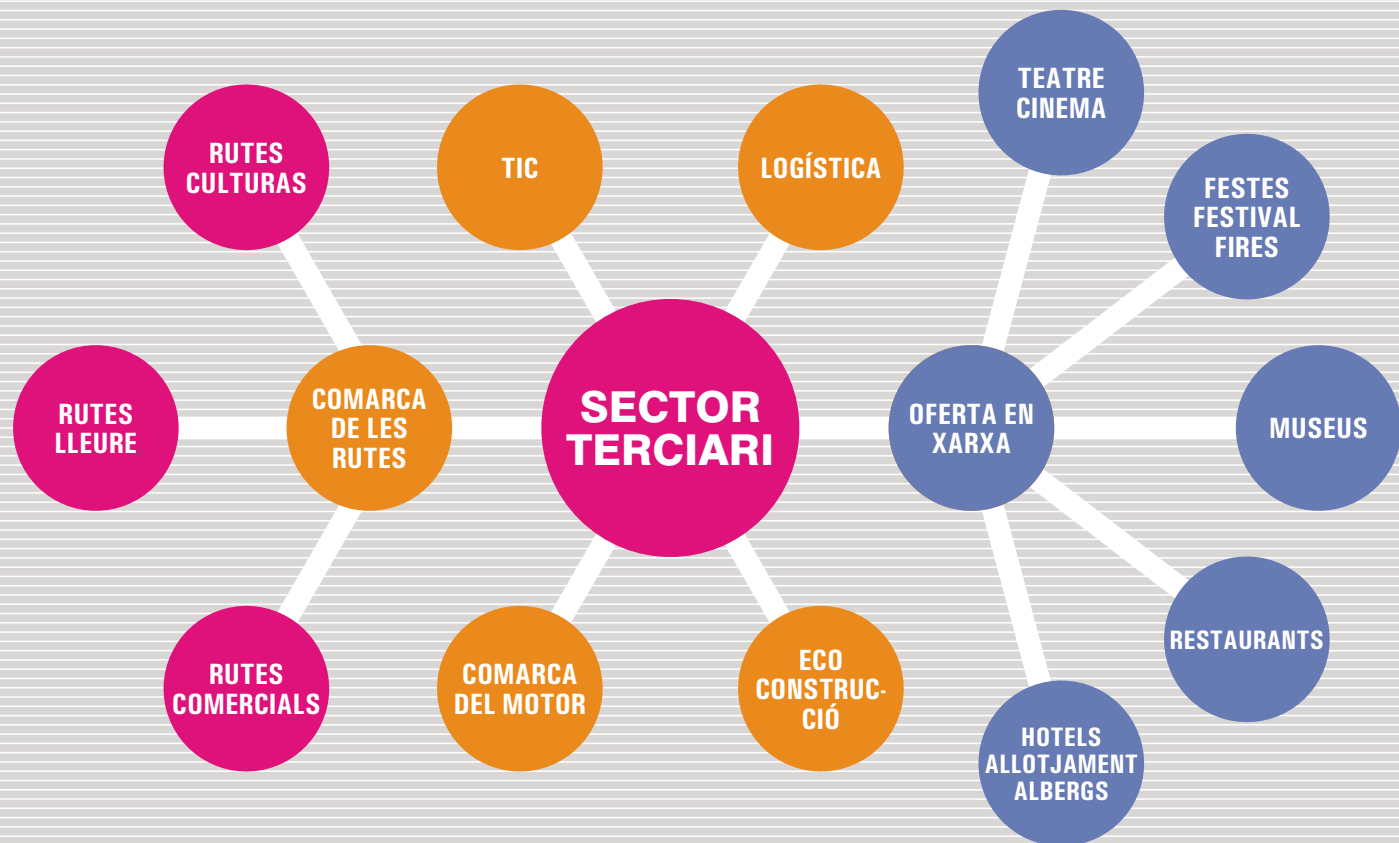 TEATRE
CINEMA
RUTES
CULTURAS
TIC
LOGÍSTICA
FESTES
FESTIVAL
FIRES
RUTES
LLEURE
COMARCA
DE LES
RUTES
SECTOR
TERCIARI
OFERTA EN
XARXA
MUSEUS
RUTES
COMERCIALS
COMARCA
DEL MOTOR
ECO
CONSTRUC-
CIÓ
RESTAURANTS
HOTELS
ALLOTJAMENT
ALBERGS